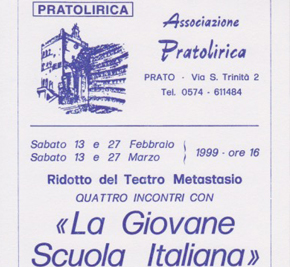 PRATOLIRICA
Associazione
Pratolirica
PRATO - Via S. Trinità 2
Tel. 0574 - 611484
Sabato 13 e 27 Febbraio
Sabato 13 e 27 Marzo
1999 - ore 16
Ridotto del Teatro Metastasio
QUATTRO INCONTRI CON
«La Giovane
Scuola Italiana»